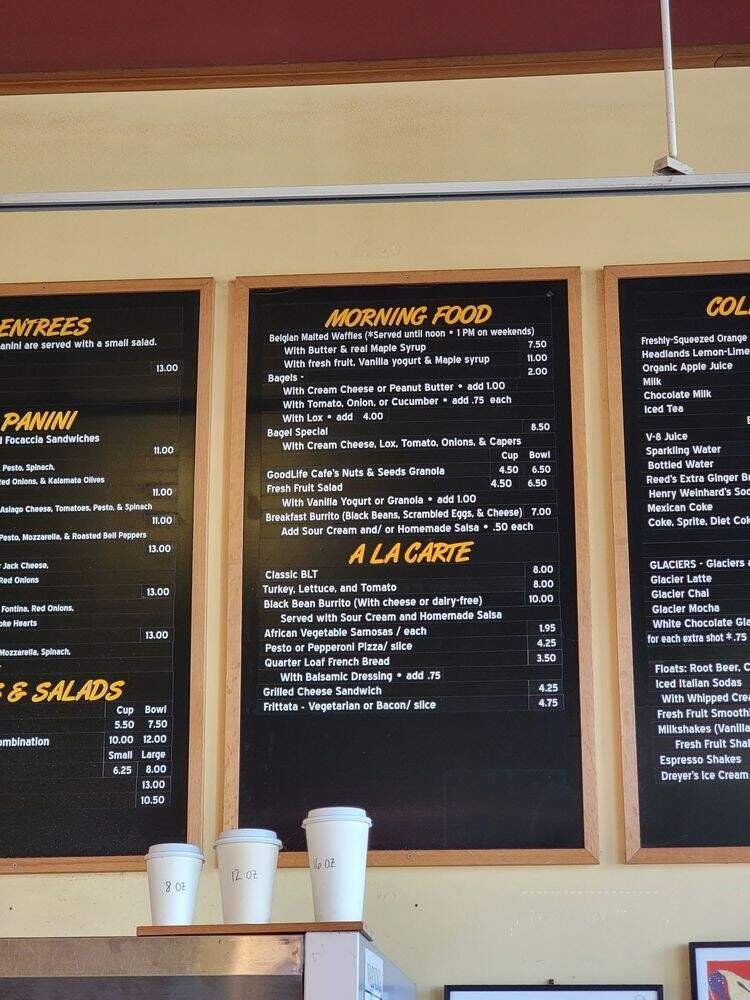 ENTREES
anini are served with a small salad.
13.00
PANINI
Focaccia Sandwiches
11.00
Pesto, Spinach,
Red Onions, & Kalamata Olives
11.00
Asiago Cheese, Tomatoes, Pesto, & Spinach
11.00
Pesto, Mozzarella, & Roasted Bell Peppers
13.00
Jack Cheese,
Red Onions
13.00
Fontina, Red Onions,
oke Hearts
13.00
Mozzarella, Spinach,
& SALADS
Cup Bowl
5.50 7.50
ombination 10.00 12.00
Small Large
6.25 8.00
13.00
10.50
MORNING FOOD
Belgian Malted Waffles (*Served until noon • 1 PM on weekends)
With Butter & real Maple Syrup 7.50
With fresh fruit, Vanilla yogurt & Maple syrup 11.00
Bagels - 2.00
With Cream Cheese or Peanut Butter • add 1.00
With Tomato, Onion, or Cucumber • add .75 each
With Lox • add 4.00
Bagel Special 8.50
With Cream Cheese, Lox, Tomato, Onions, & Capers
Cup Bowl
GoodLife Cafe's Nuts & Seeds Granola 4.50 6.50
Fresh Fruit Salad 4.50 6.50
With Vanilla Yogurt or Granola • add 1.00
Breakfast Burrito (Black Beans, Scrambled Eggs, & Cheese) 7.00
Add Sour Cream and/ or Homemade Salsa • .50 each
A LA CARTE
Classic BLT 8.00
Turkey, Lettuce, and Tomato 8.00
Black Bean Burrito (With cheese or dairy-free) 10.00
Served with Sour Cream and Homemade Salsa
African Vegetable Samosas / each 1.95
Pesto or Pepperoni Pizza/ slice 4.25
Quarter Loaf French Bread 3.50
With Balsamic Dressing • add .75
Grilled Cheese Sandwich 4.25
Frittata - Vegetarian or Bacon/ slice 4.75
COL
Freshly-Squeezed Orange
Headlands Lemon-Lime
Organic Apple Juice
Milk
Chocolate Milk
Iced Tea
V-8 Juice
Sparkling Water
Bottled Water
Reed's Extra Ginger Br
Henry Weinhard's Soc
Mexican Coke
Coke, Sprite, Diet Co
GLACIERS - Glaciers a
Glacier Latte
Glacier Chai
Glacier Mocha
White Chocolate Gla
for each extra shot *.75
Floats: Root Beer, C
Iced Italian Sodas
With Whipped Crea
Fresh Fruit Smooth
Milkshakes (Vanilla
Fresh Fruit Sha
Espresso Shakes
Dreyer's Ice Cream
8 OZ
12 OZ
16 OZ